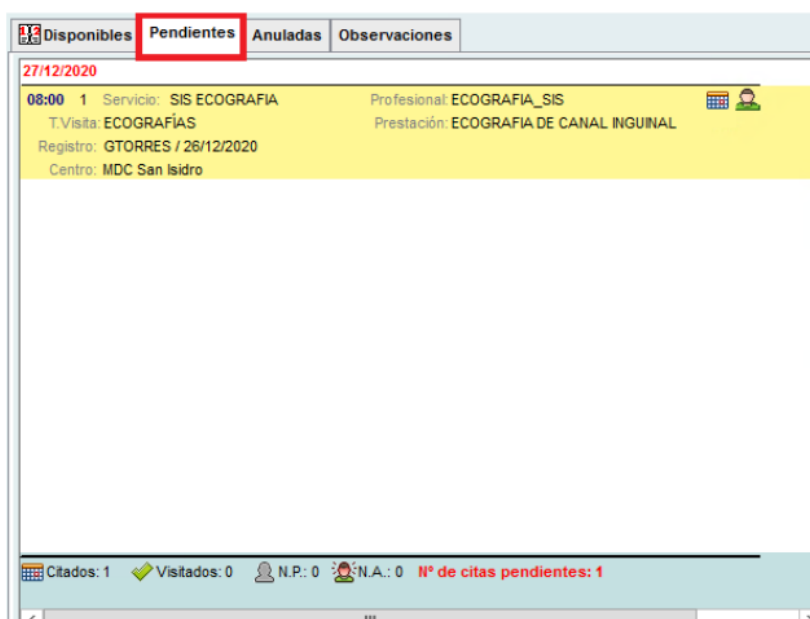 Disponibles Pendientes Anuladas Observaciones
27/12/2020
08:00 1 Servicio: SIS ECOGRAFIA Profesional: ECOGRAFIA_SIS
T.Visita: ECOGRAFÍAS Prestación: ECOGRAFIA DE CANAL INGUINAL
Registro: GTORRES / 26/12/2020
Centro: MDC San Isidro
Citados: 1 Visitados: 0 N.P.: 0 N.A.: 0 Nº de citas pendientes: 1